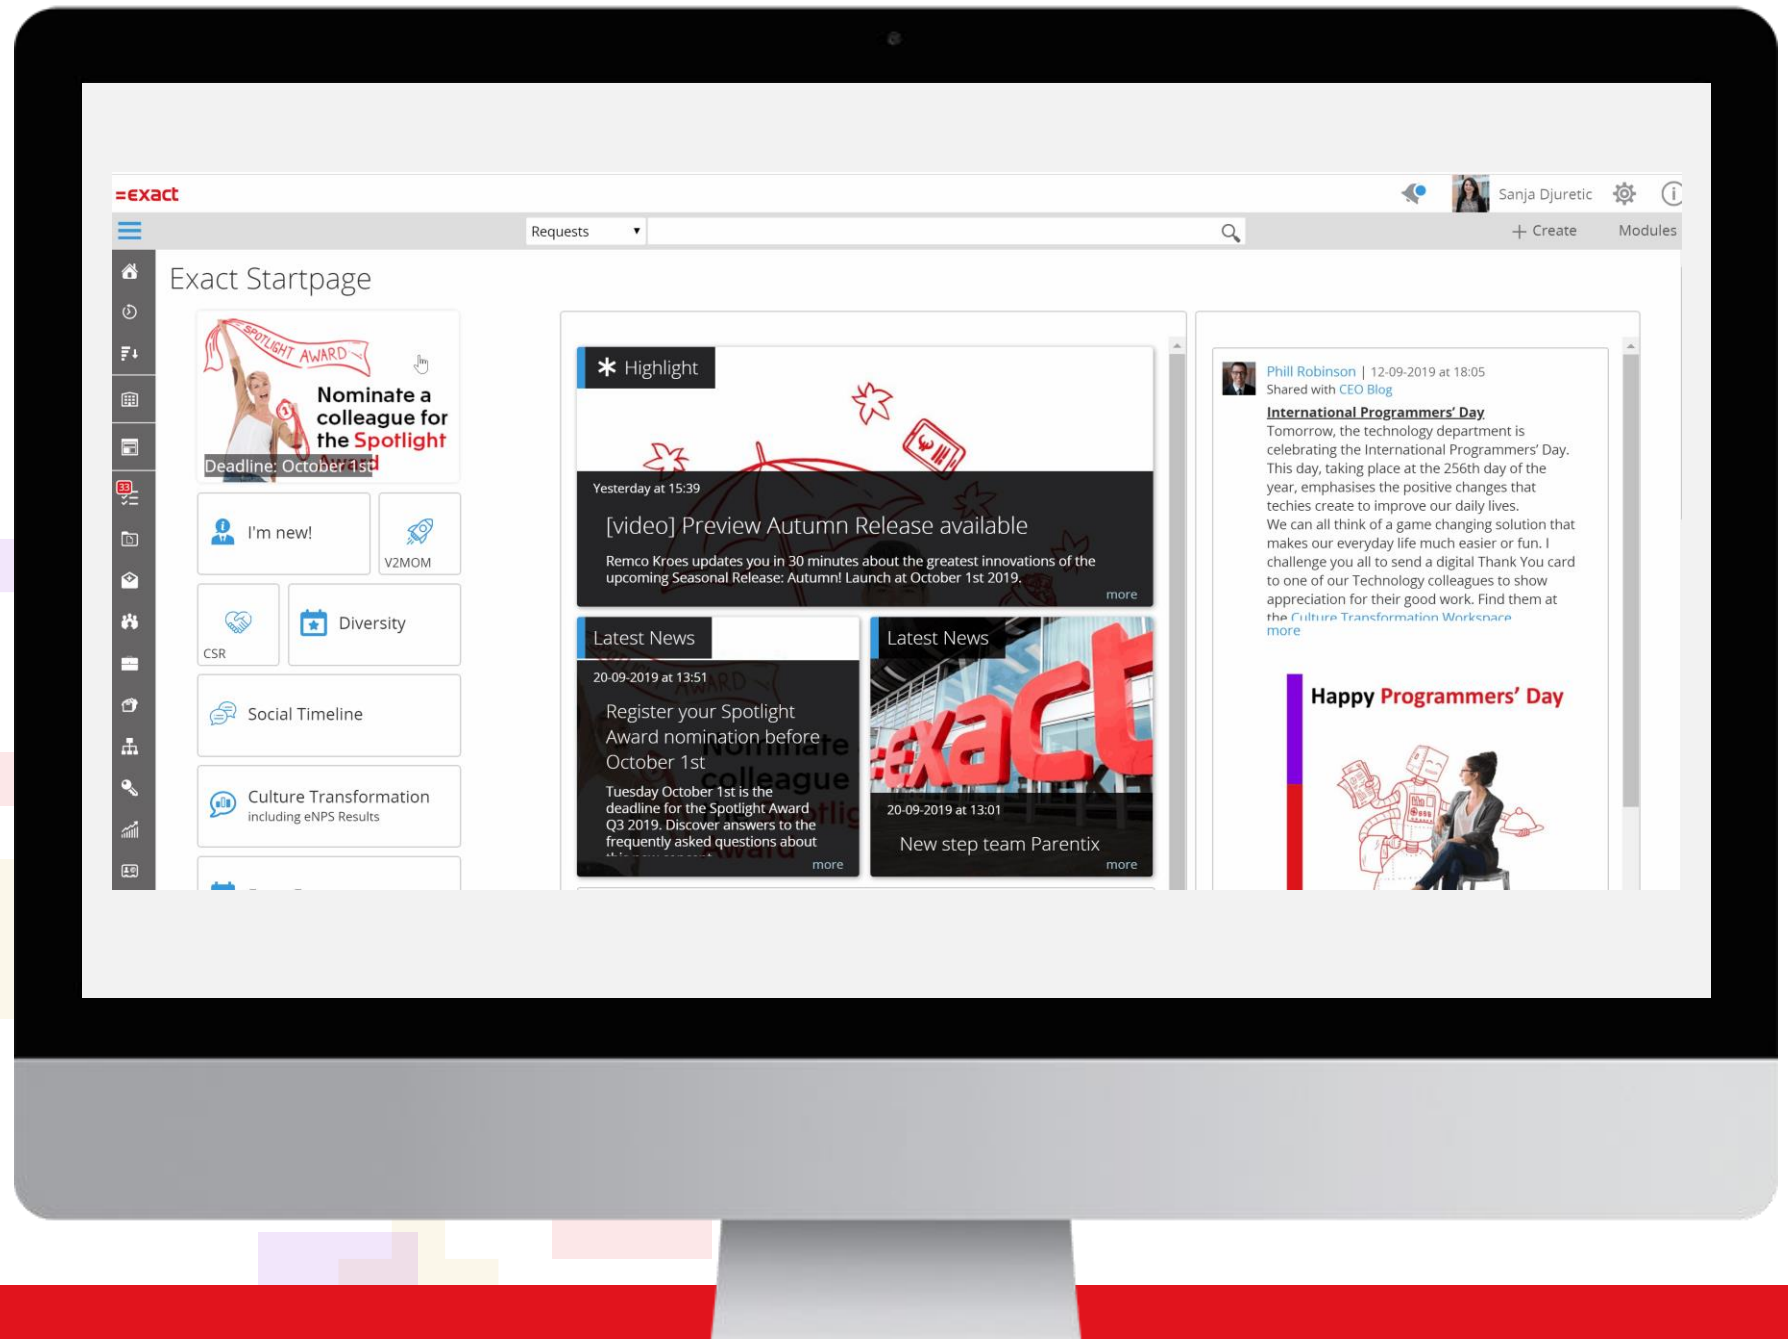 =exact
Sanja Djuretic
Requests
+ Create
Modules
Exact Startpage
SPOTLIGHT AWARD
Nominate a
colleague for
the Spotlight
Award
Deadline: October 1st
I'm new!
V2MOM
CSR
Diversity
Social Timeline
Culture Transformation
including eNPS Results
33
Highlight
Yesterday at 15:39
[video] Preview Autumn Release available
Remco Kroes updates you in 30 minutes about the greatest innovations of the
upcoming Seasonal Release: Autumn! Launch at October 1st 2019.
more
Latest News
20-09-2019 at 13:51
Register your Spotlight
Award nomination before
October 1st
Tuesday October 1st is the
deadline for the Spotlight Award
Q3 2019. Discover answers to the
frequently asked questions about
more
Latest News
=exact
20-09-2019 at 13:01
New step team Parentix
more
Phill Robinson | 12-09-2019 at 18:05
Shared with CEO Blog
International Programmers' Day
Tomorrow, the technology department is
celebrating the International Programmers' Day.
This day, taking place at the 256th day of the
year, emphasises the positive changes that
techies create to improve our daily lives.
We can all think of a game changing solution that
makes our everyday life much easier or fun. I
challenge you all to send a digital Thank You card
to one of our Technology colleagues to show
appreciation for their good work. Find them at
the Culture Transformation Workspace
more
Happy Programmers' Day